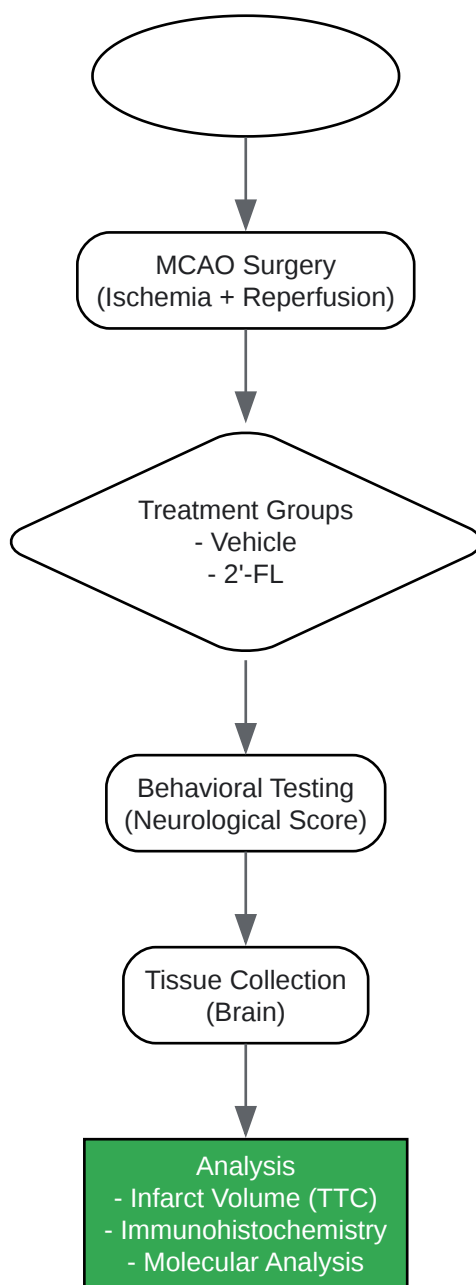 MCAO Surgery
(Ischemia + Reperfusion)
Treatment Groups
- Vehicle
- 2'-FL
Behavioral Testing
(Neurological Score)
Tissue Collection
(Brain)
Analysis
- Infarct Volume (TTC)
- Immunohistochemistry
- Molecular Analysis